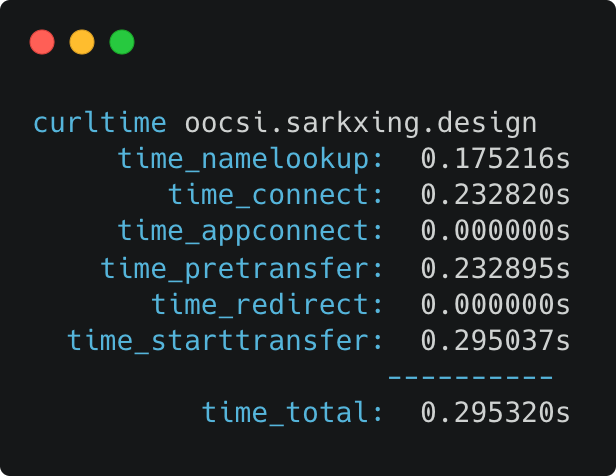 curltime oocsi.sarkxing.design
time_namelookup: 0.175216s
time_connect: 0.232820s
time_appconnect: 0.000000s
time_pretransfer: 0.232895s
time_redirect: 0.000000s
time_starttransfer: 0.295037s
----------
time_total: 0.295320s